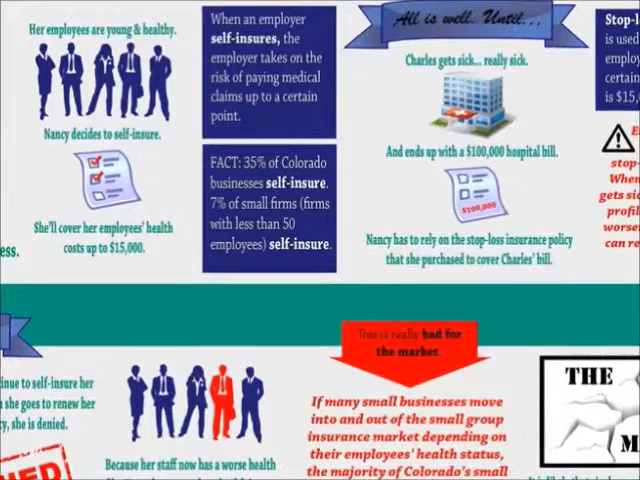 Her employees are young & healthy.
Nancy decides to self-insure.
She'll cover her employees' health
costs up to $15,000.
When an employer
self-insures, the
employer takes on the
risk of paying medical
claims up to a certain
point.
FACT: 35% of Colorado
businesses self-insure.
7% of small firms (firms
with less than 50
employees) self-insure.
All is well. Until...
Charles gets sick... really sick.
And ends up with a $100,000 hospital bill.
$100,000
Nancy has to rely on the stop-loss insurance policy
that she purchased to cover Charles' bill.
Stop-
is used
certain
is $15,
stop-
When
gets sic
profil
worse
can re
ess.
to self-insure her
she goes to renew her
she is denied.
Because her staff now has a worse health
This is really bad for
the market.
If many small businesses move
into and out of the small group
insurance market depending on
their employees' health status,
the majority of Colorado's small
THE
M